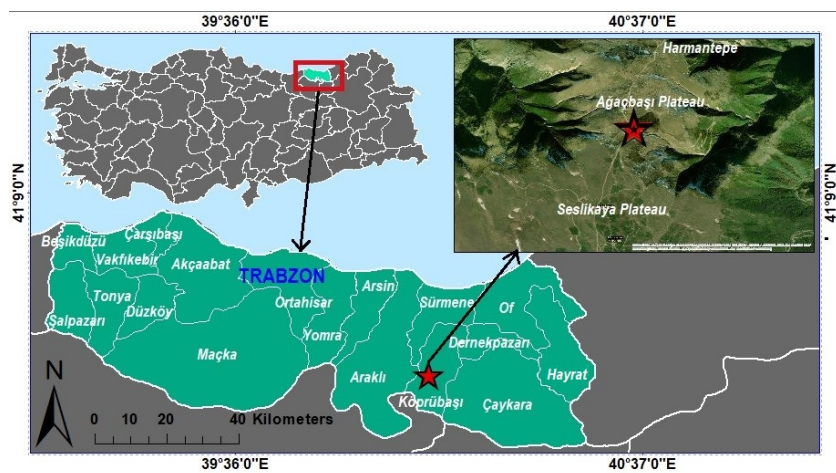 39°36'0"E
40°37'0"E
Harmantepe
Ağaçbaşı Plateau
Seslikaya Plateau
41°9'0"N
41°9'0"N
Beşikdüzü
Çarşıbaşı
Vakfıkebir
Akçaabat
TRABZON
Arsin
Sürmene
Of
Tonya
Düzköy
Ortahisar
Şalpazarı
Yomra
Dernekpazarı
Maçka
Araklı
Hayrat
Köprübaşı
Çaykara
N
0 10 20 40 Kilometers
39°36'0"E
40°37'0"E